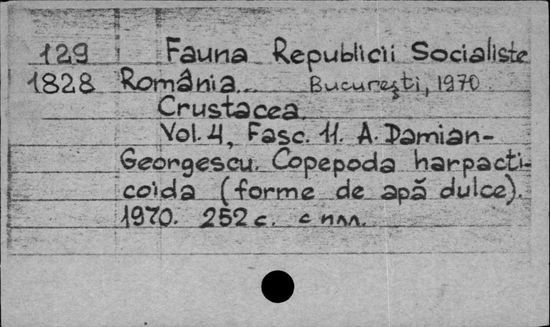 129 Fauna Republicii Socialiste
1828 România... București, 1970.
Crustacea.
Vol. 4, Fasc. 11. A. Damian-
Georgescu. Copepoda harpacti-
coida (forme de apă dulce).
1970. 252 с. с илл.